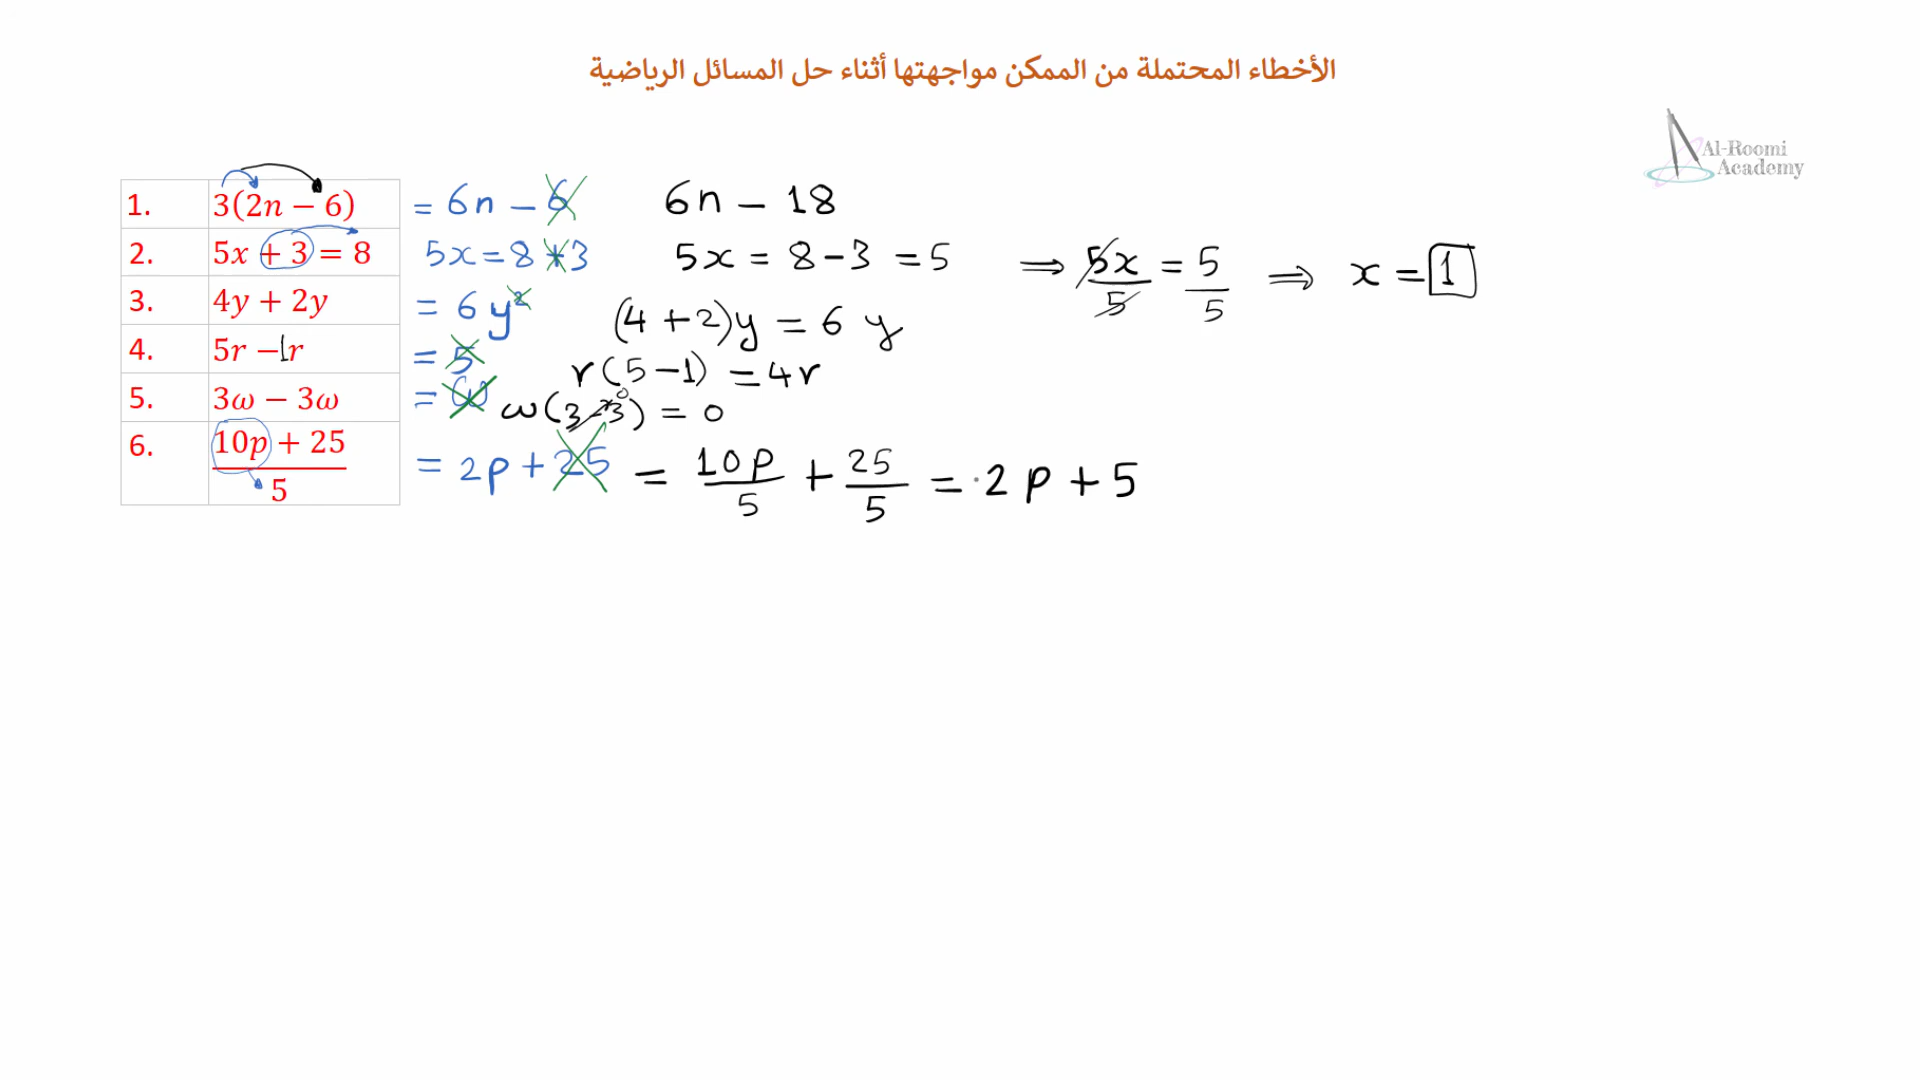 الأخطاء المحتملة من الممكن مواجهتها أثناء حل المسائل الرياضية
Al-Roomi
Academy
1. 3(2n − 6) = 6n − 6 6n − 18
2. 5x + 3 = 8 5x = 8 + 3 5x = 8 − 3 = 5 ⟹ 5x/5 = 5/5 ⟹ x = 1
3. 4y + 2y = 6y² (4 + 2)y = 6y
4. 5r − 1r = 5 r(5 − 1) = 4r
5. 3ω − 3ω = ω ω(3 − 3)⁰ = 0
6. (10p + 25)/5 = 2p + 25 = 10p/5 + 25/5 = 2p + 5